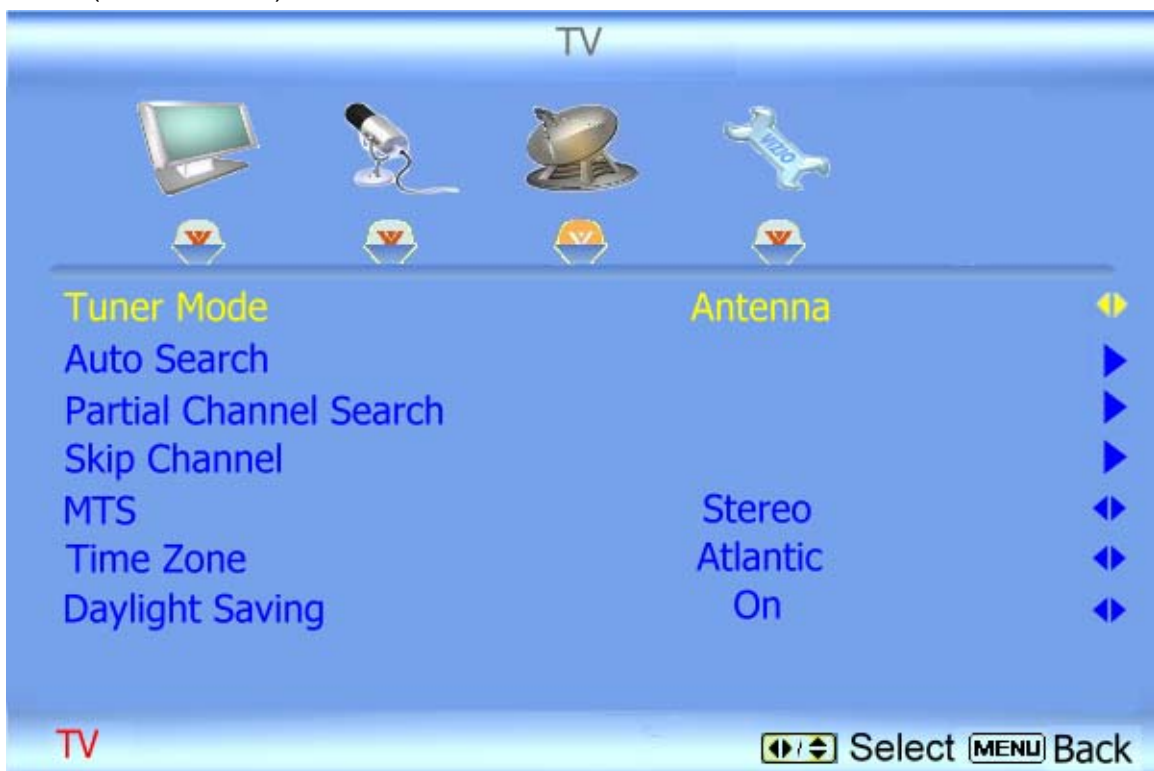 TV
VIZIO
Tuner Mode Antenna
Auto Search
Partial Channel Search
Skip Channel
MTS Stereo
Time Zone Atlantic
Daylight Saving On
TV Select MENU Back